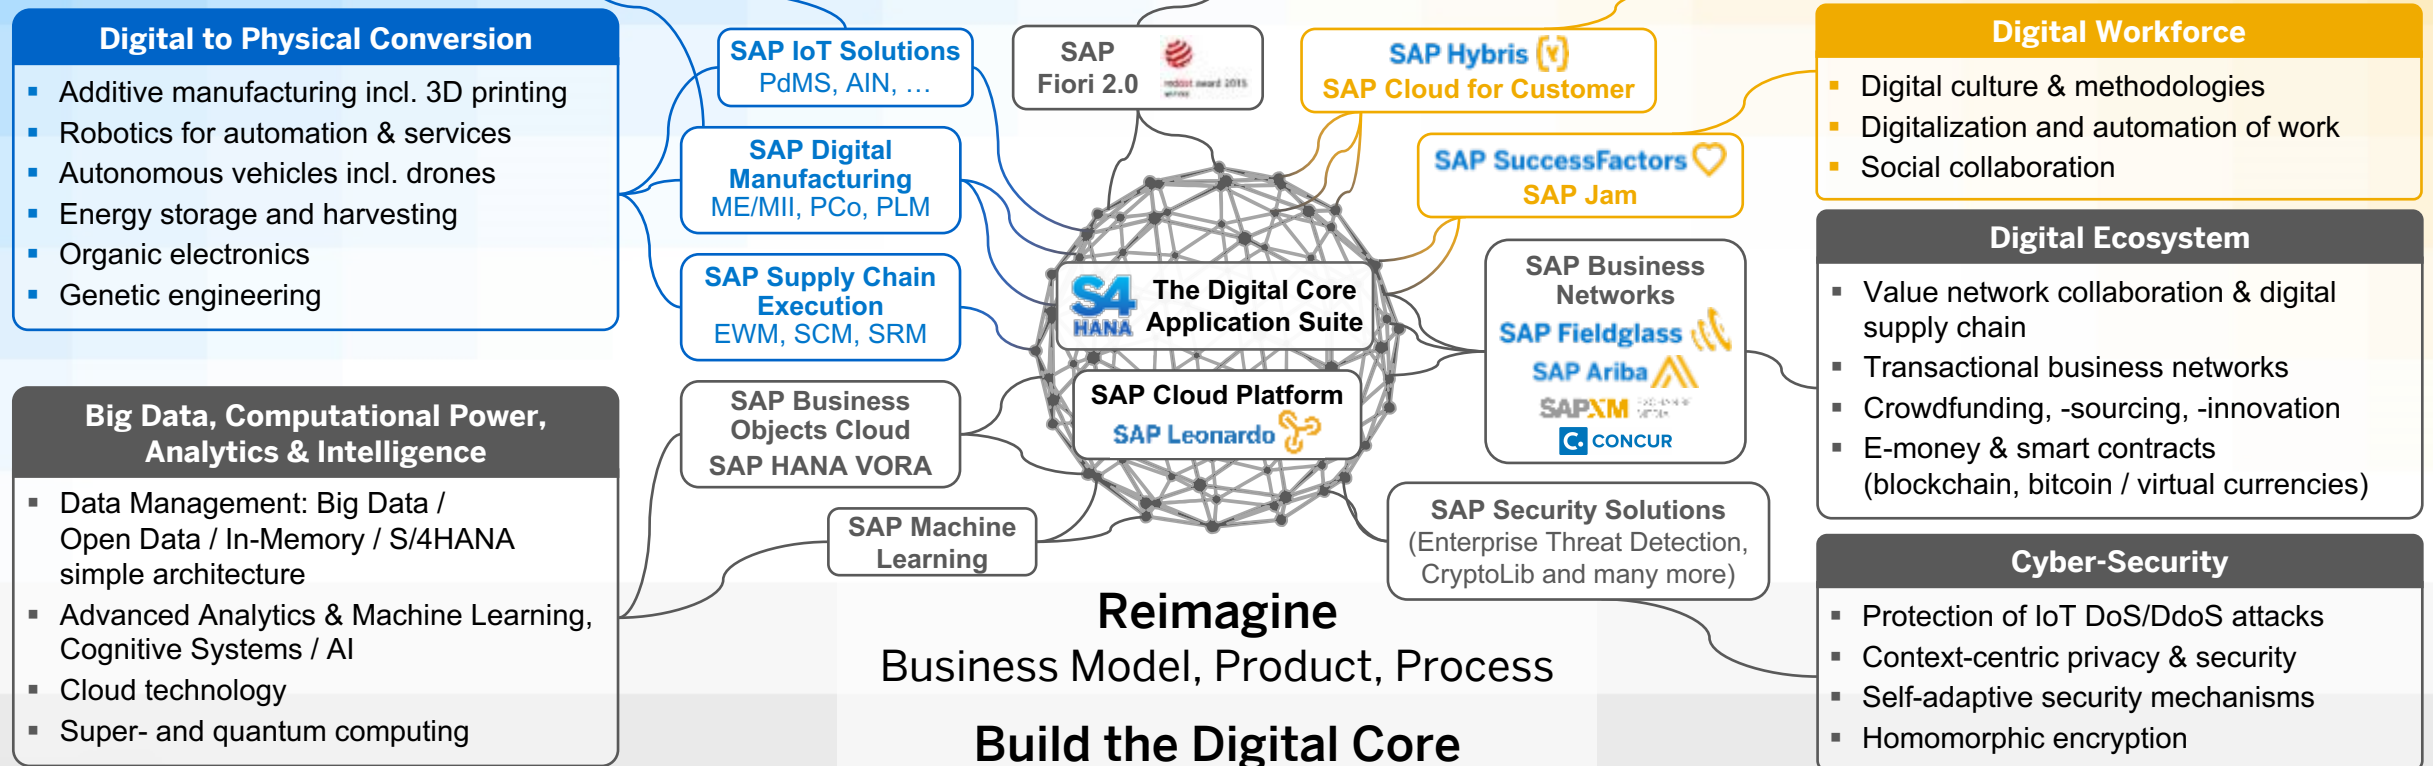 Digital to Physical Conversion
Additive manufacturing incl. 3D printing
Robotics for automation & services
Autonomous vehicles incl. drones
Energy storage and harvesting
Organic electronics
Genetic engineering
Big Data, Computational Power,
Analytics & Intelligence
Data Management: Big Data /
Open Data / In-Memory / S/4HANA
simple architecture
Advanced Analytics & Machine Learning,
Cognitive Systems / AI
Cloud technology
Super- and quantum computing
SAP IoT Solutions
PdMS, AIN, …
SAP Digital
Manufacturing
ME/MII, PCo, PLM
SAP Supply Chain
Execution
EWM, SCM, SRM
SAP Business
Objects Cloud
SAP HANA VORA
SAP Machine
Learning
SAP
Fiori 2.0
reddot award 2015
S4
HANA
The Digital Core
Application Suite
SAP Cloud Platform
SAP Leonardo
Reimagine
Business Model, Product, Process
Build the Digital Core
SAP Hybris
SAP Cloud for Customer
SAP SuccessFactors
SAP Jam
SAP Business
Networks
SAP Fieldglass
SAP Ariba
SAP XM
C. CONCUR
SAP Security Solutions
(Enterprise Threat Detection,
CryptoLib and many more)
Digital Workforce
Digital culture & methodologies
Digitalization and automation of work
Social collaboration
Digital Ecosystem
Value network collaboration & digital
supply chain
Transactional business networks
Crowdfunding, -sourcing, -innovation
E-money & smart contracts
(blockchain, bitcoin / virtual currencies)
Cyber-Security
Protection of IoT DoS/DdoS attacks
Context-centric privacy & security
Self-adaptive security mechanisms
Homomorphic encryption